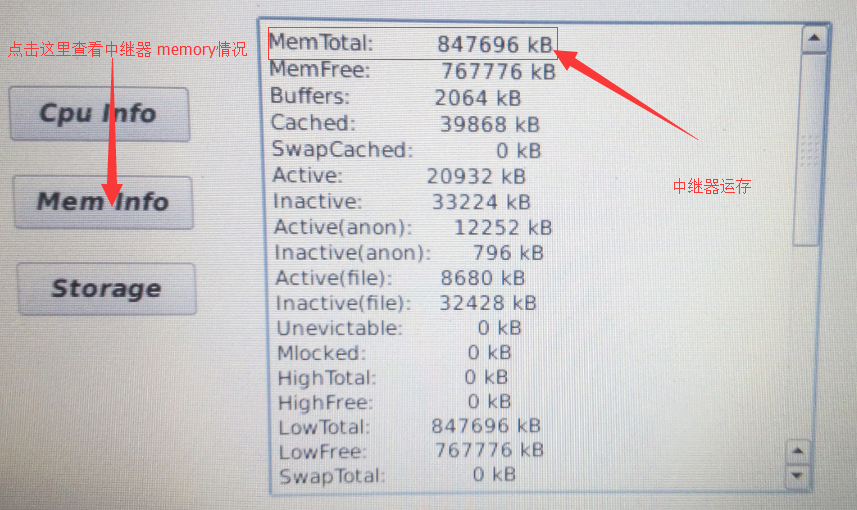 点击这里查看中继器 memory情况
Cpu Info
Mem Info
Storage
MemTotal: 847696 kB
MemFree: 767776 kB
Buffers: 2064 kB
Cached: 39868 kB
SwapCached: 0 kB
Active: 20932 kB
Inactive: 33224 kB
Active(anon): 12252 kB
Inactive(anon): 796 kB
Active(file): 8680 kB
Inactive(file): 32428 kB
Unevictable: 0 kB
Mlocked: 0 kB
HighTotal: 0 kB
HighFree: 0 kB
LowTotal: 847696 kB
LowFree: 767776 kB
SwapTotal: 0 kB
中继器运存